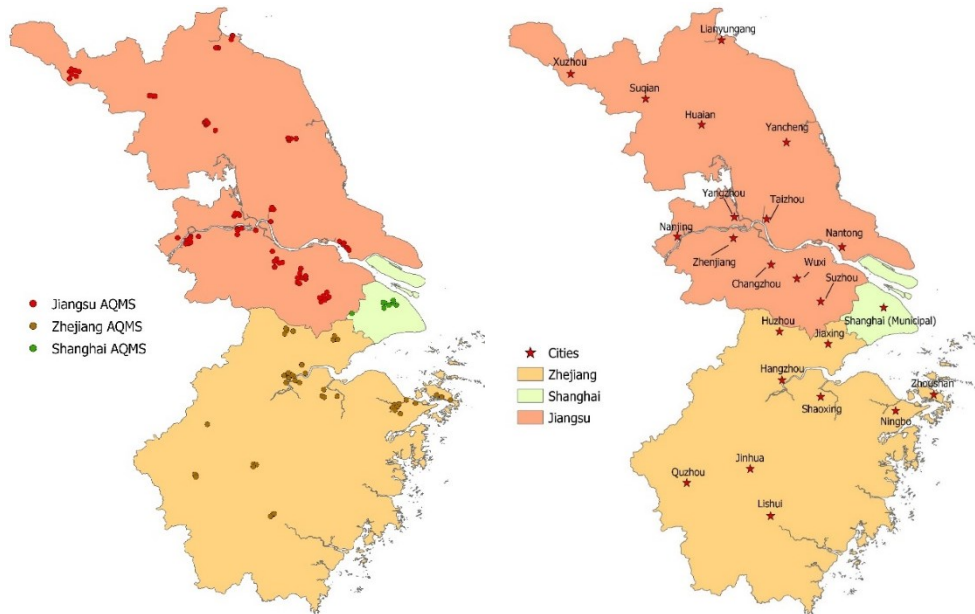 Lianyungang
Xuzhou
Suqian
Huaian
Yancheng
Yangzhou
Taizhou
Nanjing
Nantong
Zhenjiang
Wuxi
Changzhou
Suzhou
Jiangsu AQMS
Zhejiang AQMS
Shanghai AQMS
Shanghai (Municipal)
Huzhou
Jiaxing
Cities
Zhejiang
Shanghai
Jiangsu
Hangzhou
Zhoushan
Shaoxing
Ningbo
Jinhua
Quzhou
Lishui